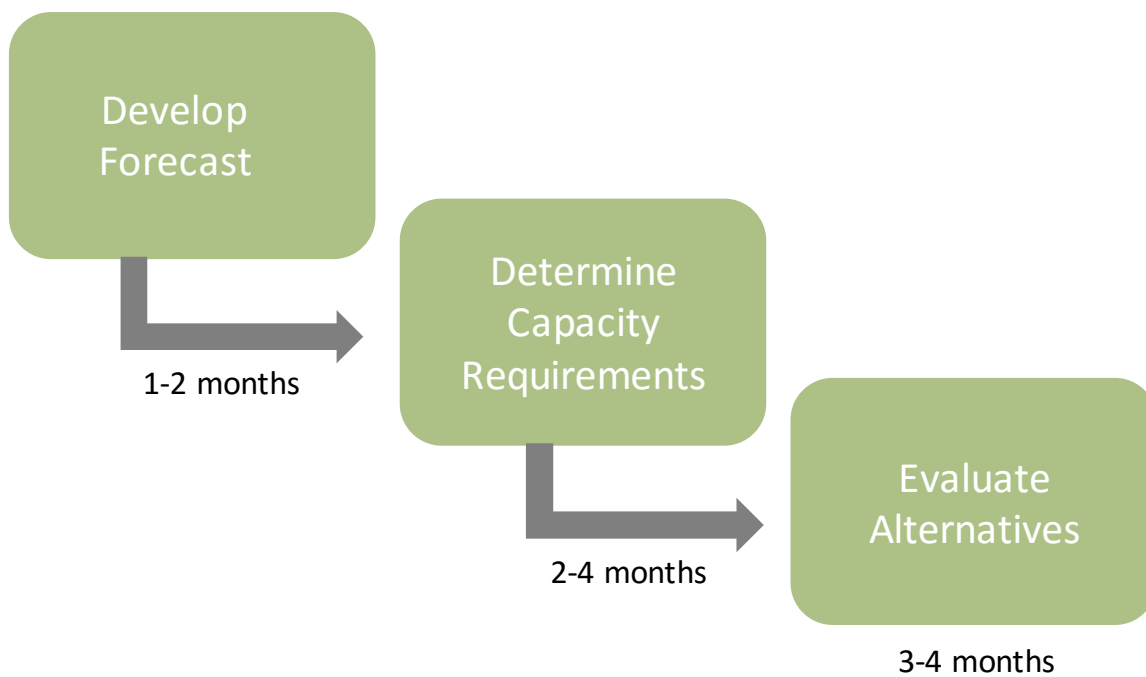 Develop
Forecast
1-2 months
Determine
Capacity
Requirements
2-4 months
Evaluate
Alternatives
3-4 months